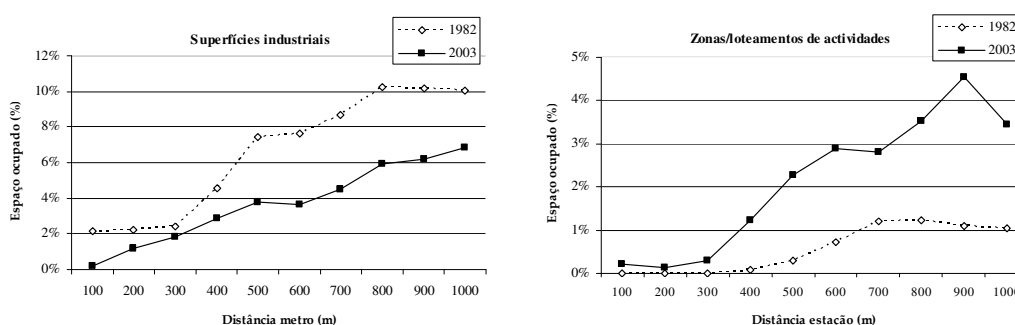 Superfícies industriais
1982
2003
Espaço ocupado (%)
12%
10%
8%
6%
4%
2%
0%
100 200 300 400 500 600 700 800 900 1000
Distância metro (m)
Zonas/loteamentos de actividades
1982
2003
Espaço ocupado (%)
5%
4%
3%
2%
1%
0%
100 200 300 400 500 600 700 800 900 1000
Distância estação (m)